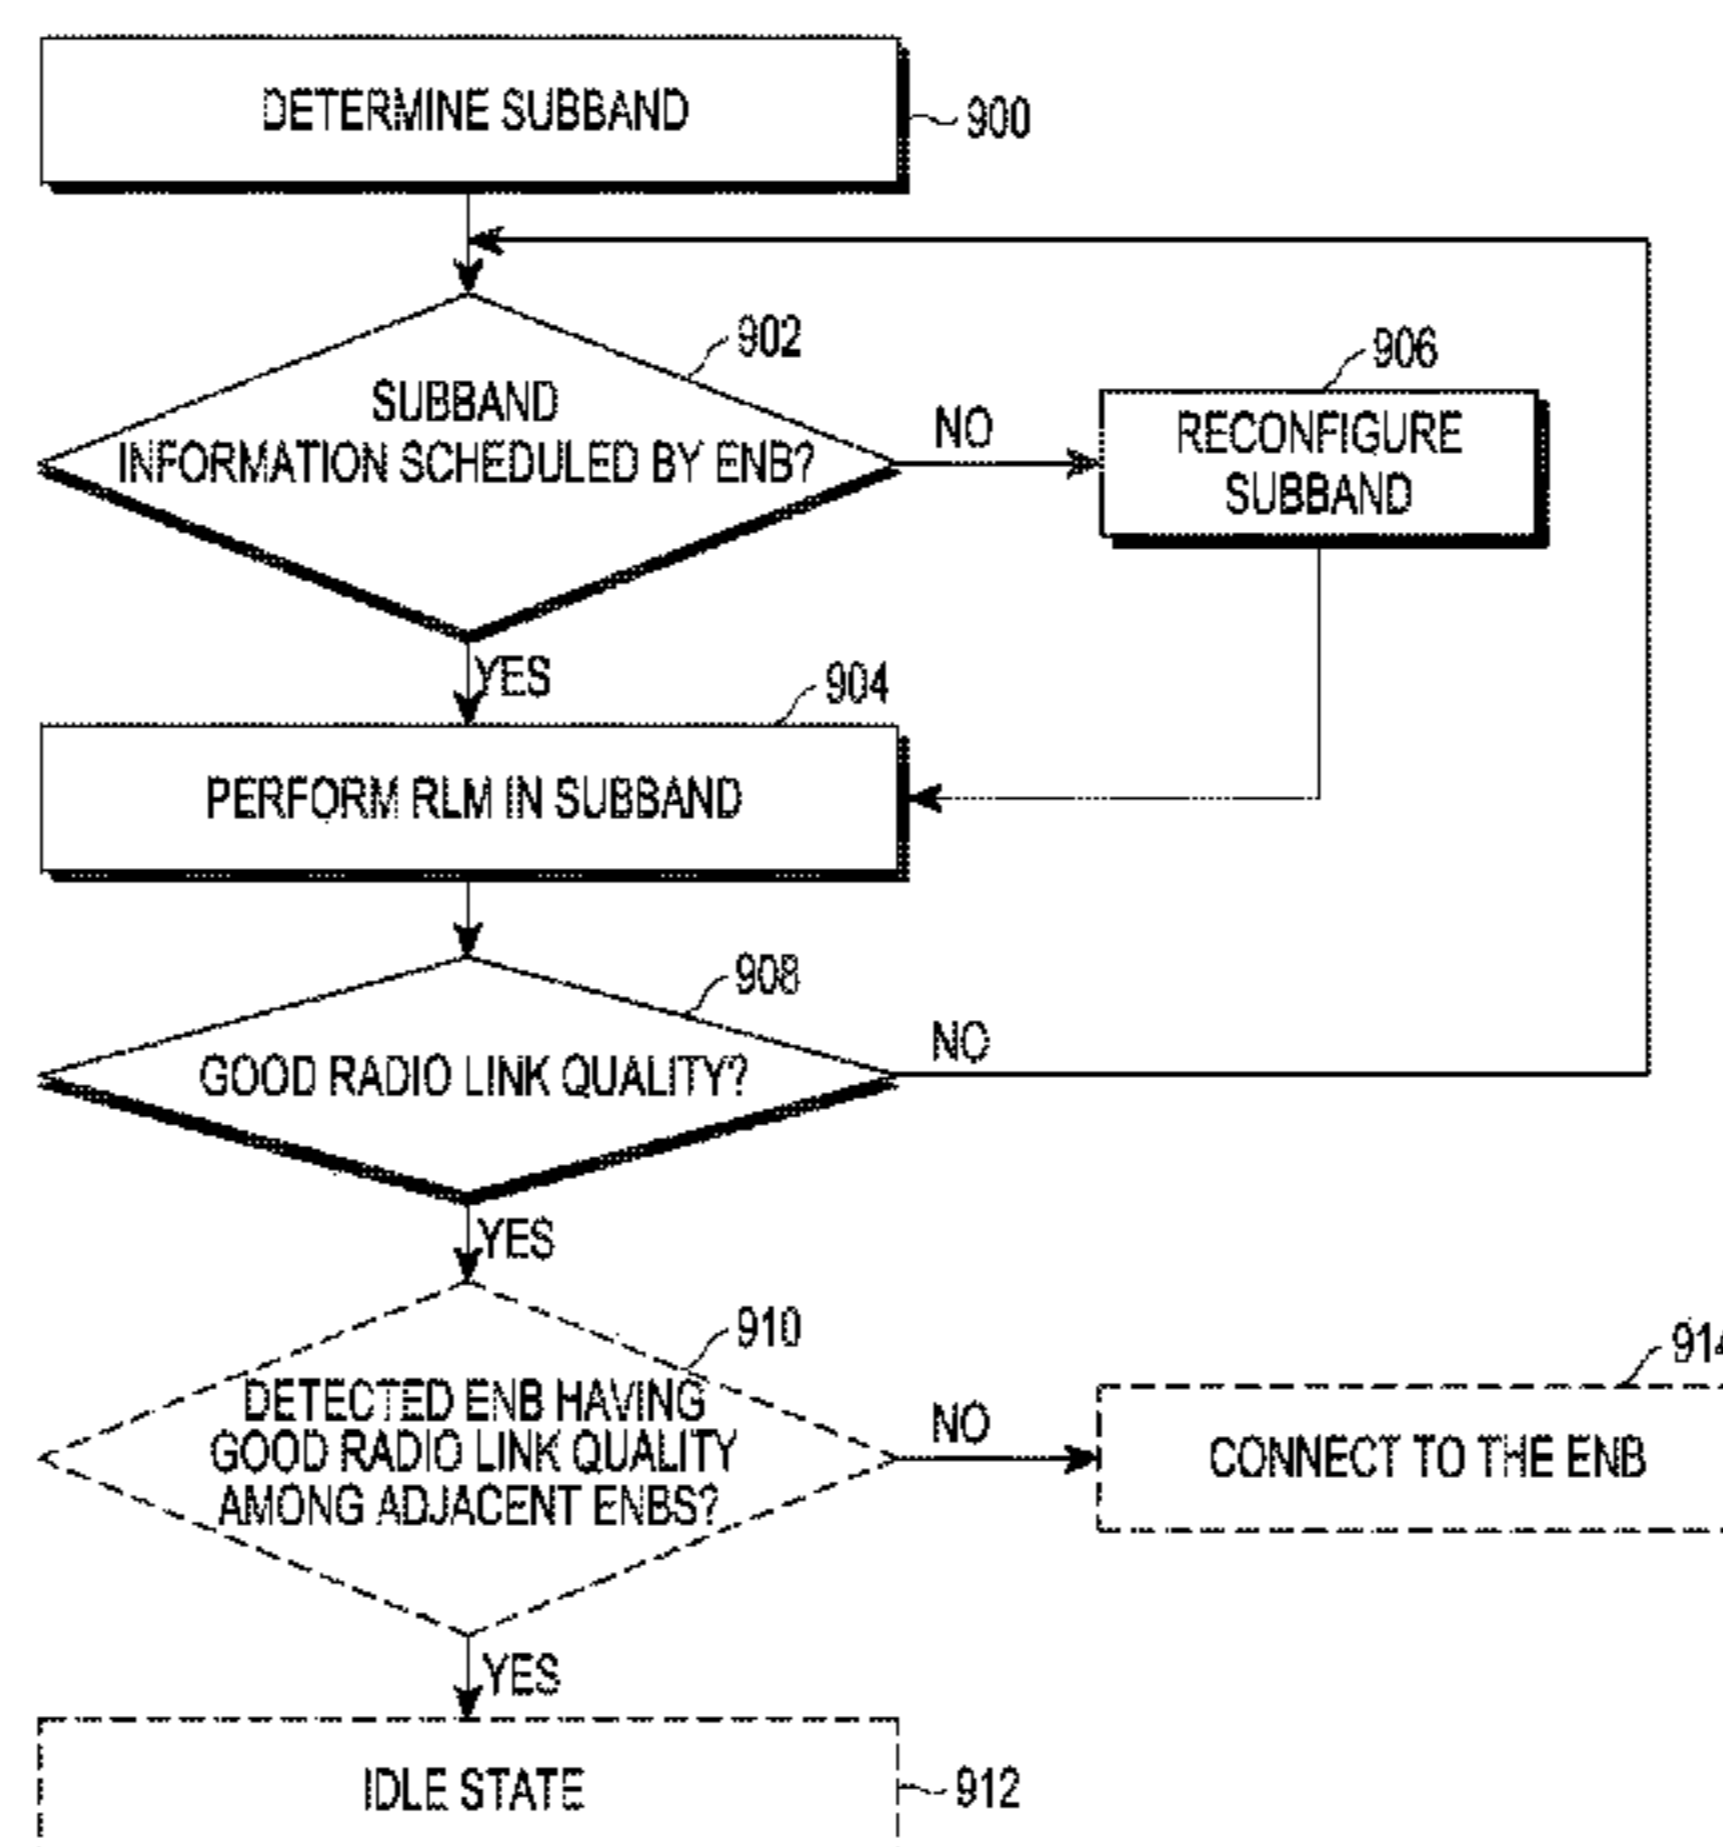 DETERMINE SUBBAND
900
902
SUBBAND
INFORMATION SCHEDULED BY ENB?
NO
906
RECONFIGURE
SUBBAND
YES
904
PERFORM RLM IN SUBBAND
908
GOOD RADIO LINK QUALITY?
NO
YES
910
DETECTED ENB HAVING
GOOD RADIO LINK QUALITY
AMONG ADJACENT ENBS?
NO
914
CONNECT TO THE ENB
YES
IDLE STATE
912